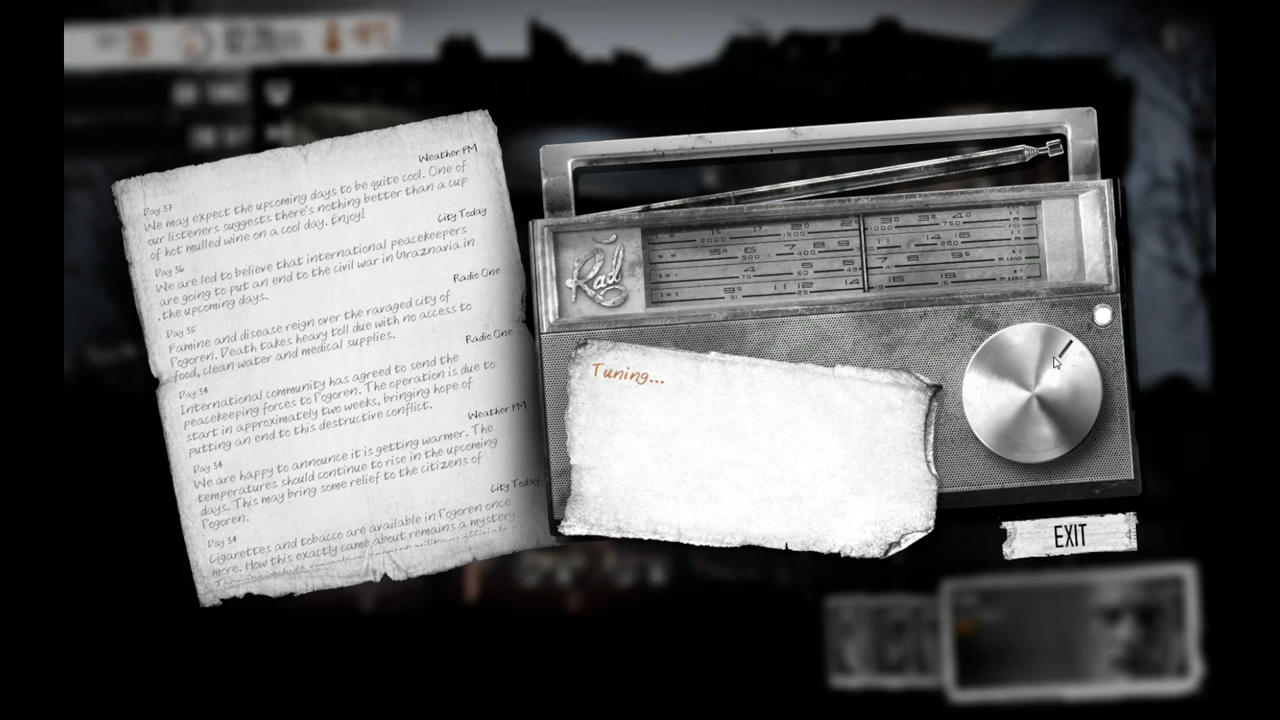 Weather FM
Day 37
We may expect the upcoming days to be quite cool. One of
our listeners suggests there's nothing better than a cup
of hot mulled wine on a cool day. Enjoy!
City Today
Day 36
We are led to believe that international peacekeepers
are going to put an end to the civil war in Graznavia in
the upcoming days.
Radio One
Day 35
Famine and disease reign over the ravaged city of
Pogoren. Death takes heavy toll due with no access to
food, clean water and medical supplies.
Radio One
Day 34
International community has agreed to send the
peacekeeping forces to Pogoren. The operation is due to
start in approximately two weeks, bringing hope of
putting an end to this destructive conflict.
Weather FM
Day 34
We are happy to announce it is getting warmer. The
temperatures should continue to rise in the upcoming
days. This may bring some relief to the citizens of
Pogoren.
City Today
Day 34
Cigarettes and tobacco are available in Pogoren once
more. How this exactly came about remains a mystery.
Rad
Tuning...
EXIT